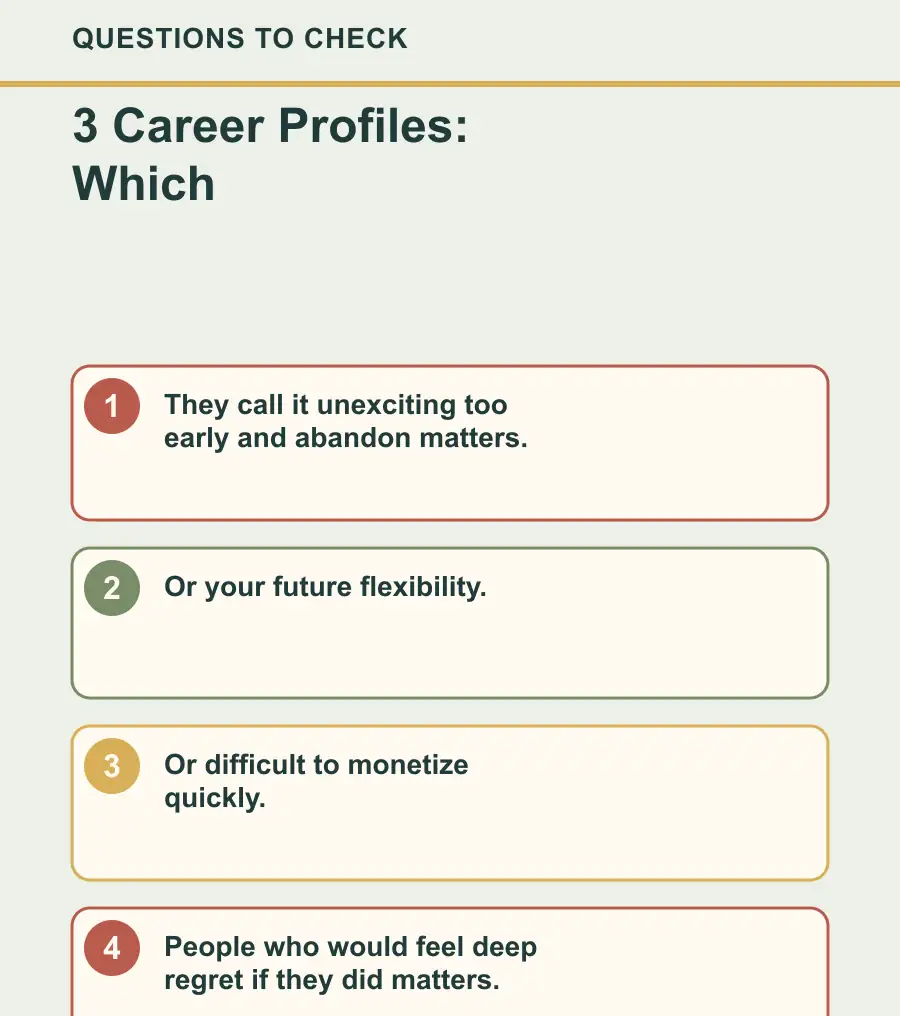 QUESTIONS TO CHECK
3 Career Profiles:
Which
1
They call it unexciting too
early and abandon matters.
2
Or your future flexibility.
3
Or difficult to monetize
quickly.
4
People who would feel deep
regret if they did matters.